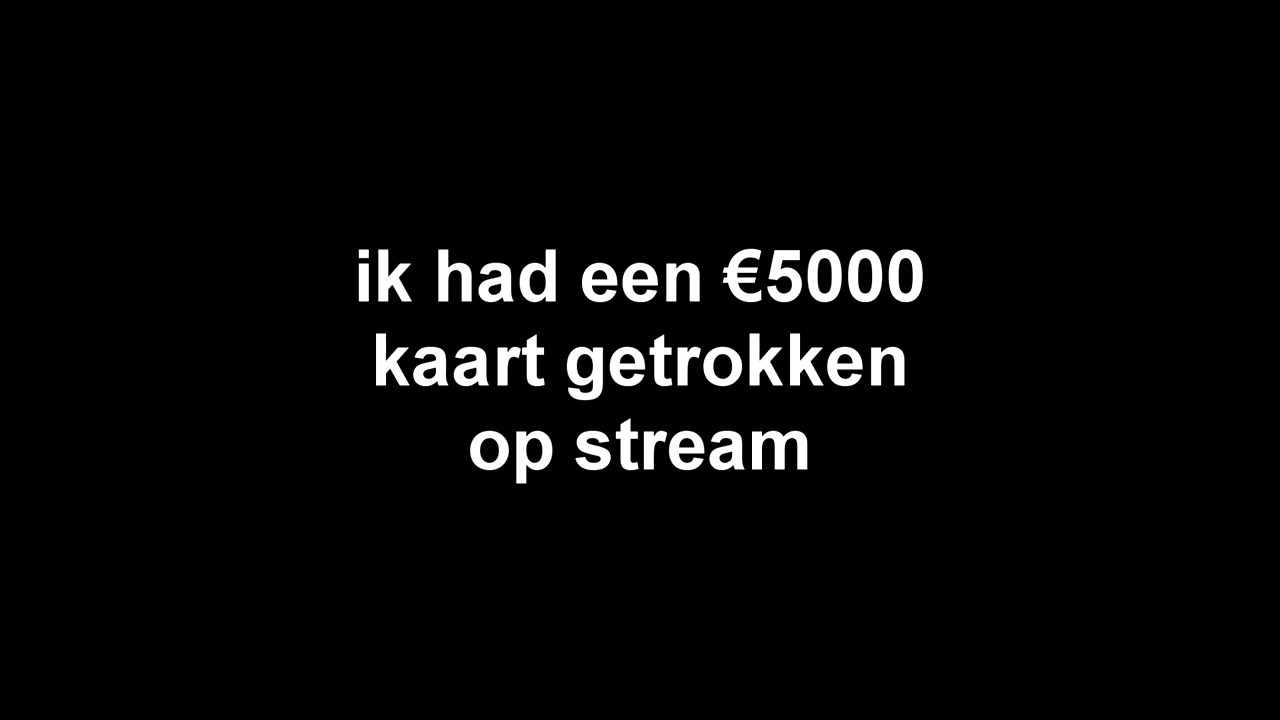 ik had een €5000
kaart getrokken
op stream